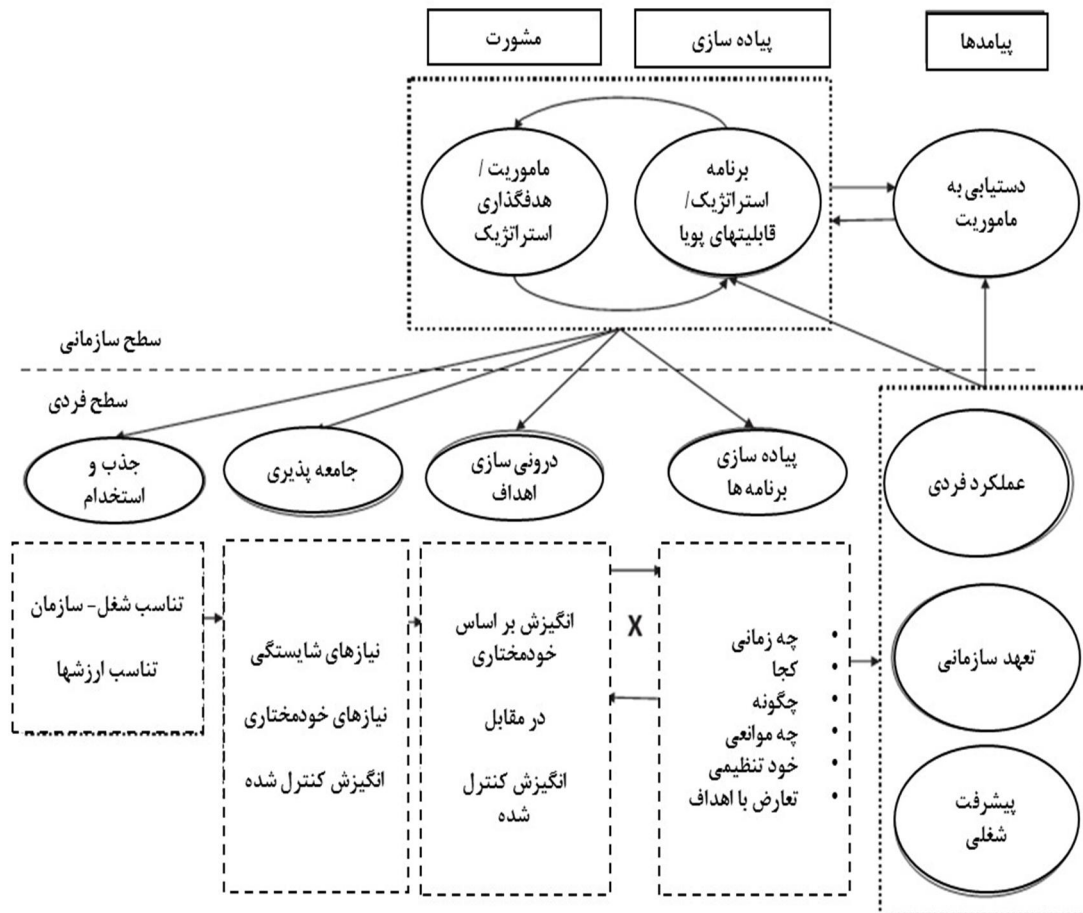 پیامدها
پیاده سازی
مشورت
دستیابی به
ماموریت
برنامه
استراتژیک/
قابلیتهای پویا
ماموریت /
هدفگذاری
استراتژیک
سطح سازمانی
سطح فردی
جذب و
استخدام
جامعه پذیری
درونی سازی
اهداف
پیاده سازی
برنامه ها
عملکرد فردی
تعهد سازمانی
پیشرفت
شغلی
تناسب شغل- سازمان
تناسب ارزشها
نیازهای شایستگی
نیازهای خودمختاری
انگیزش کنترل شده
انگیزش بر اساس
خودمختاری
در مقابل
انگیزش کنترل
شده
X
• چه زمانی
• کجا
• چگونه
• چه موانعی
• خود تنظیمی
• تعارض با اهداف